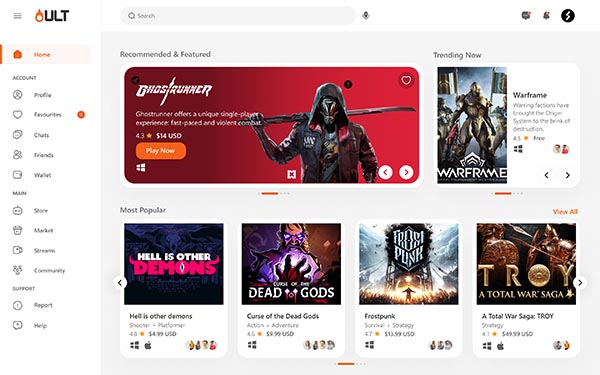 ULT
Search
Home
ACCOUNT
Profile
Favourites
Chats
Friends
Wallet
MAIN
Store
Market
Streams
Community
SUPPORT
Report
Help
Recommended & Featured
GHOSTRUNNER
Ghostrunner offers a unique single-player
experience: fast-paced and violent combat.
4.3 ★ $14 USD
Play Now
Trending Now
WARFRAME
Warframe
Warring factions have
brought the Origin
System to the brink of
destruction.
4.5 ★ Free
Most Popular
View All
HELL IS OTHER
DEMONS
Hell is other demons
Shooter • Platformer
4.8 ★ $4.99 USD
CURSE OF THE
DEAD GODS
Curse of the Dead Gods
Action • Adventure
4.6 ★ $9.99 USD
FROST
PUNK
Frostpunk
Survival • Strategy
4.7 ★ $13.99 USD
TROY
A TOTAL WAR SAGA
A Total War Saga: TROY
Strategy
4.1 ★ $49.99 USD